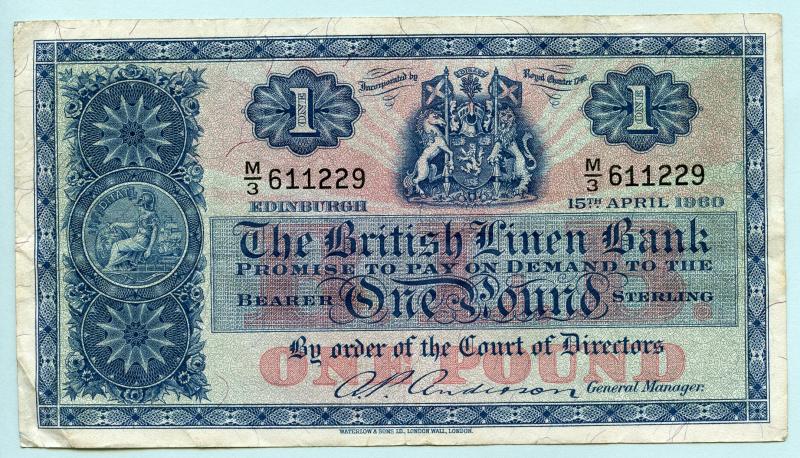 Incorporated by Royal Charter 1746.
1 ONE
1 ONE
M/3 611229
M/3 611229
EDINBURGH
15TH APRIL 1960
The British Linen Bank
PROMISE TO PAY ON DEMAND TO THE
BEARER One Pound STERLING
By order of the Court of Directors
ONE POUND
A.P. Anderson General Manager.
WATERLOW & SONS LD., LONDON WALL, LONDON.